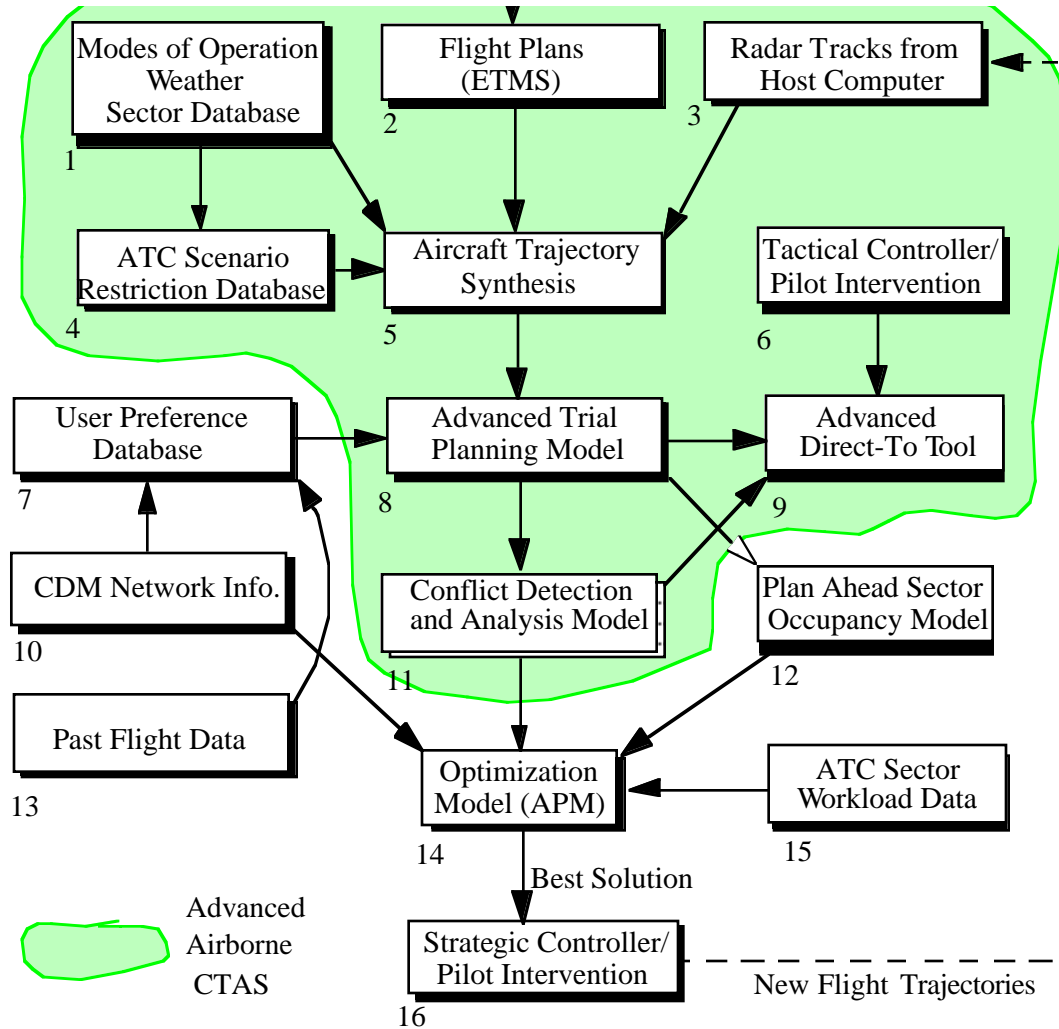 Modes of Operation
Weather
Sector Database
1
Flight Plans
(ETMS)
2
Radar Tracks from
Host Computer
3
ATC Scenario
Restriction Database
4
Aircraft Trajectory
Synthesis
5
Tactical Controller/
Pilot Intervention
6
User Preference
Database
7
Advanced Trial
Planning Model
8
Advanced
Direct-To Tool
9
CDM Network Info.
10
Conflict Detection
and Analysis Model
11
Plan Ahead Sector
Occupancy Model
12
Past Flight Data
13
Optimization
Model (APM)
14
ATC Sector
Workload Data
15
Best Solution
Strategic Controller/
Pilot Intervention
16
New Flight Trajectories
Advanced
Airborne
CTAS